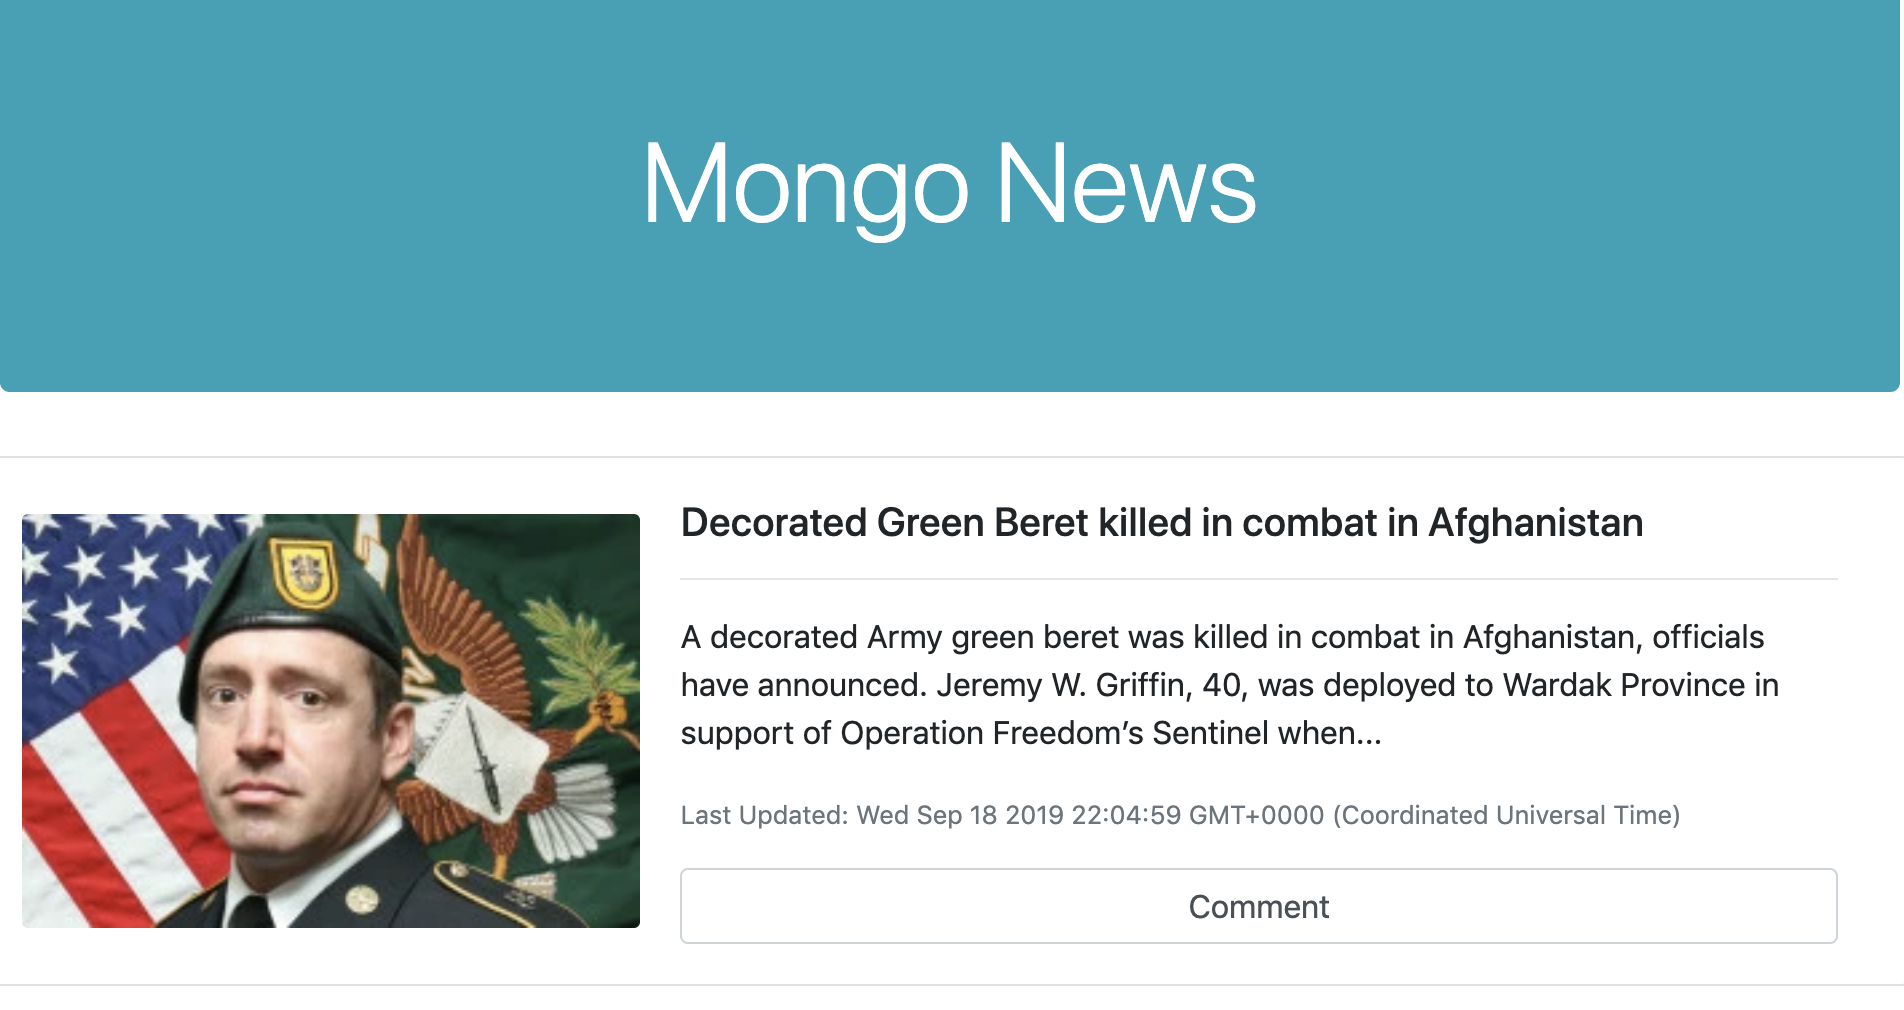 Mongo News
Decorated Green Beret killed in combat in Afghanistan
A decorated Army green beret was killed in combat in Afghanistan, officials
have announced. Jeremy W. Griffin, 40, was deployed to Wardak Province in
support of Operation Freedom’s Sentinel when...
Last Updated: Wed Sep 18 2019 22:04:59 GMT+0000 (Coordinated Universal Time)
Comment